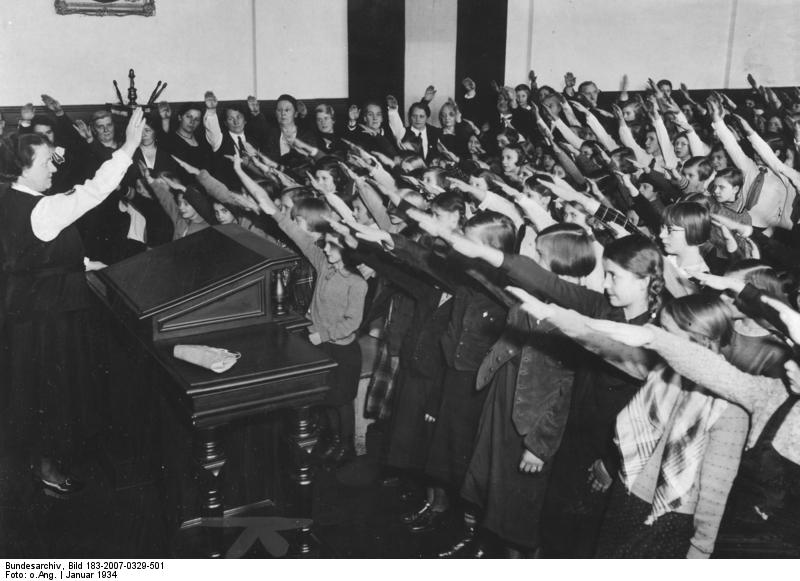 Bundesarchiv, Bild 183-2007-0329-501
Foto: o.Ang. | Januar 1934